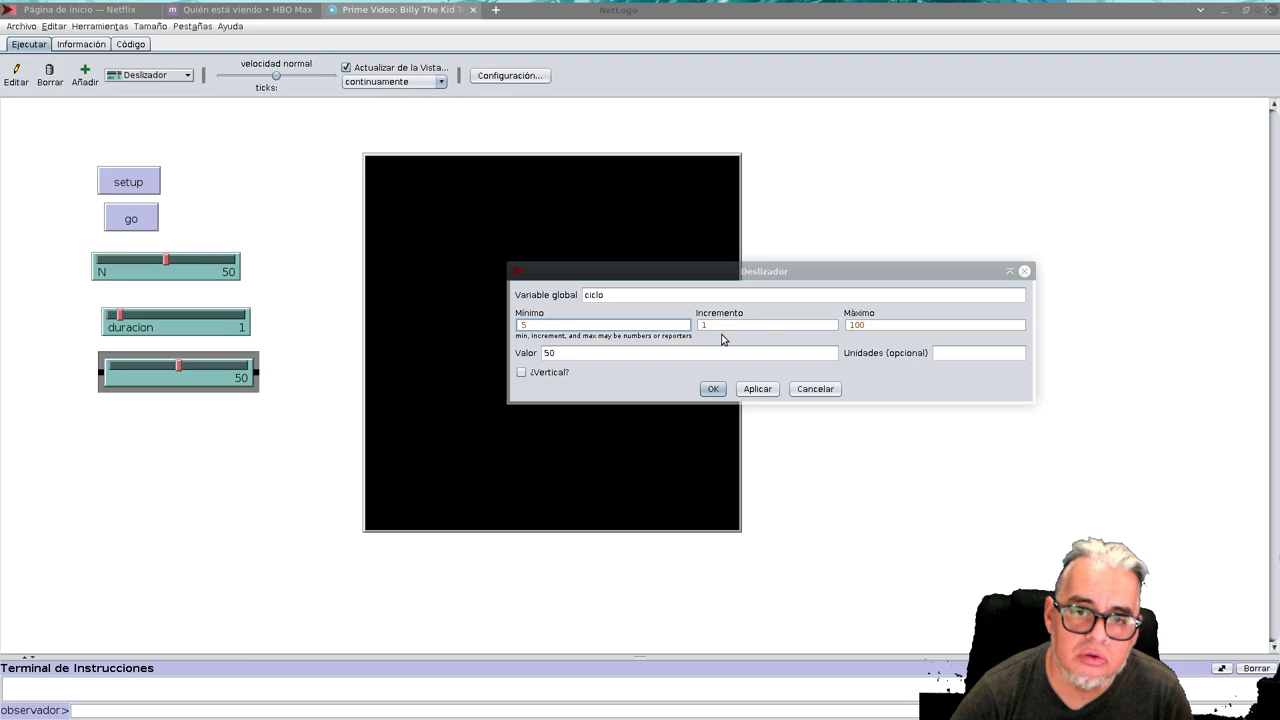 Página de inicio — Netflix
Quién está viendo • HBO Max
Prime Video: Billy The Kid
NetLogo
Archivo Editar Herramientas Tamaño Pestañas Ayuda
Ejecutar Información Código
Editar Borrar Añadir
Deslizador
velocidad normal
ticks:
Actualizar de la Vista...
continuamente
Configuración...
setup
go
N 50
duracion 1
50
Deslizador
Variable global ciclo
Mínimo Incremento Máximo
5 1 100
min, increment, and max may be numbers or reporters
Valor 50 Unidades (opcional)
¿Vertical?
OK Aplicar Cancelar
Terminal de Instrucciones Borrar
observador>